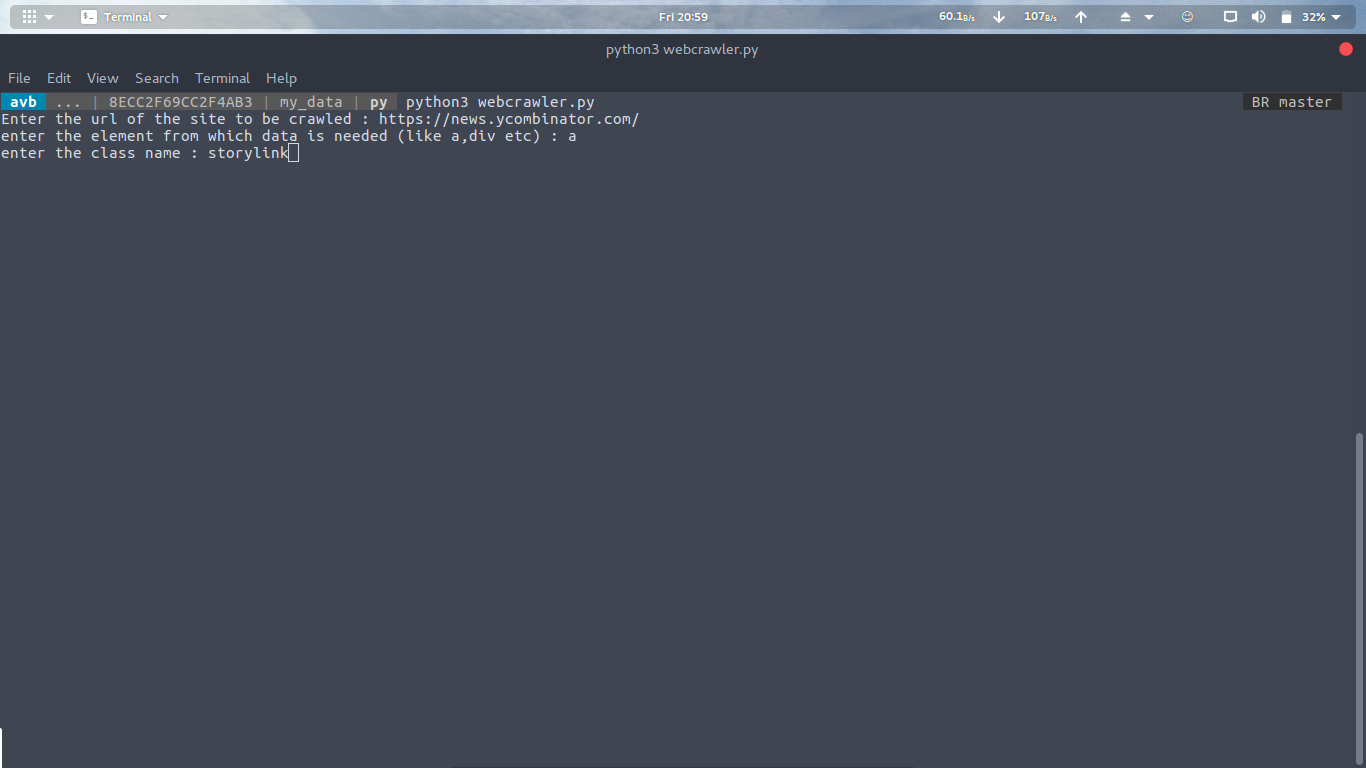 Terminal
Fri 20:59
60.1B/s
107B/s
32%
python3 webcrawler.py
File Edit View Search Terminal Help
avb ... | 8ECC2F69CC2F4AB3 | my_data | py python3 webcrawler.py BR master
Enter the url of the site to be crawled : https://news.ycombinator.com/
enter the element from which data is needed (like a,div etc) : a
enter the class name : storylink